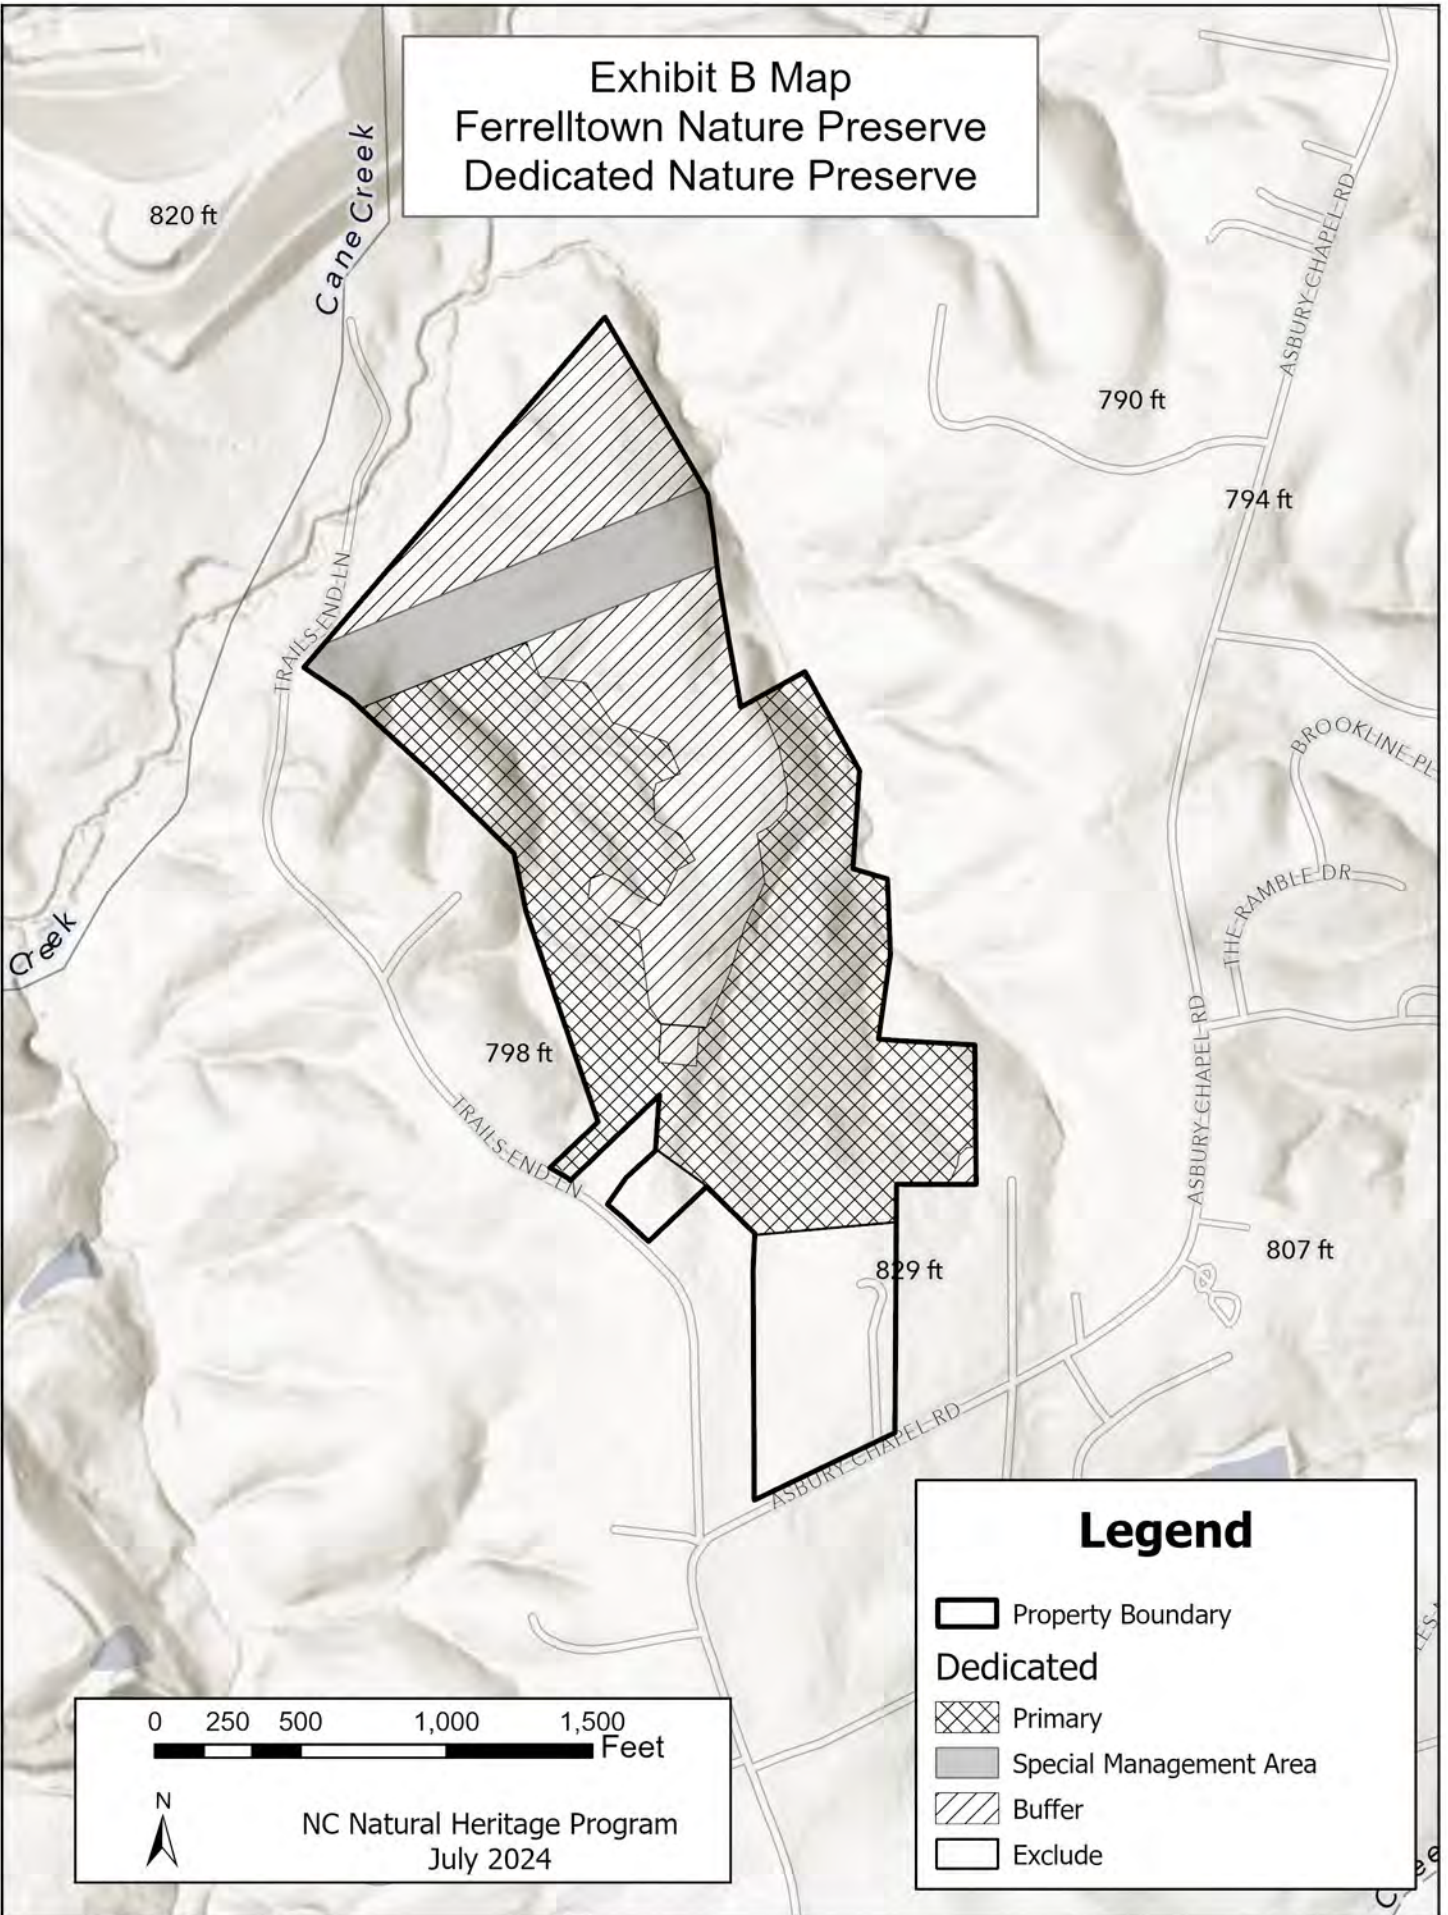 Exhibit B Map
Ferrelltown Nature Preserve
Dedicated Nature Preserve
Cane Creek
820 ft
ASBURY-CHAPEL-RD
790 ft
794 ft
TRAILS-END-LN
BROOKLINE-PL
THE-RAMBLE-DR
Creek
798 ft
ASBURY-CHAPEL-RD
TRAILS-END-LN
807 ft
829 ft
ASBURY-CHAPEL-RD
Legend
Property Boundary
Dedicated
Primary
Special Management Area
Buffer
Exclude
0 250 500 1,000 1,500
Feet
N
NC Natural Heritage Program
July 2024